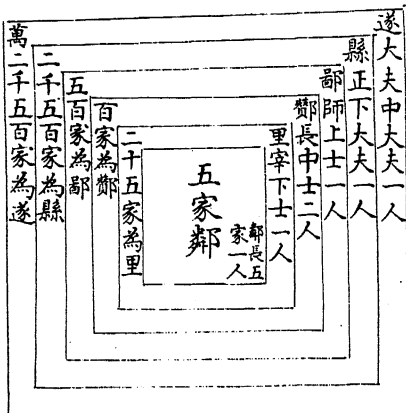 遂大夫中大夫一人
縣正下大夫一人
鄙師上士一人
酇長中士二人
里宰下士一人
鄰長五
家一人
五家鄰
二十五家為里
百家為酇
五百家為鄙
二千五百家為縣
萬二千五百家為遂